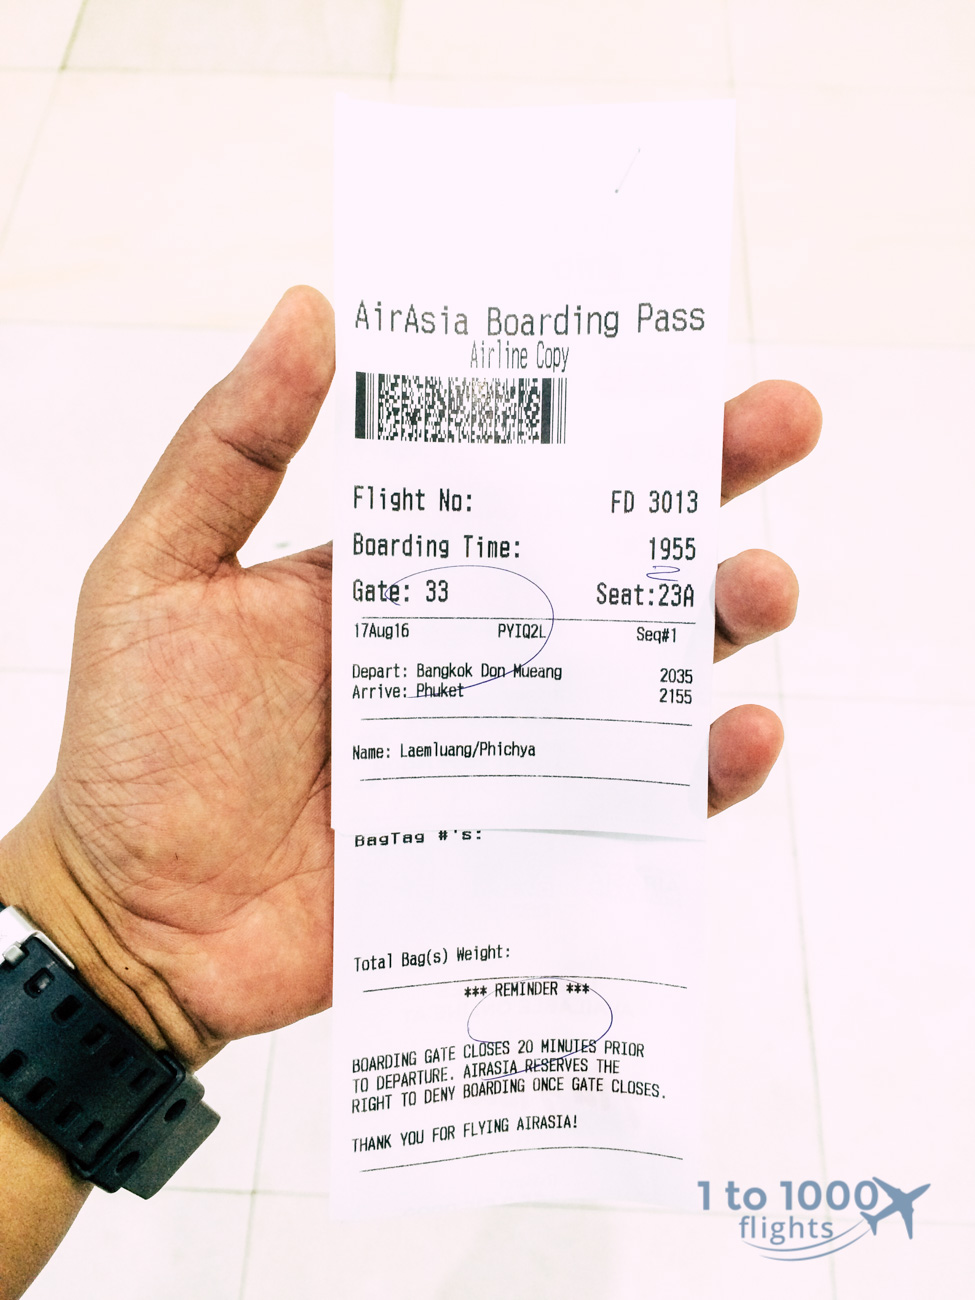 AirAsia Boarding Pass
Airline Copy
Flight No: FD 3013
Boarding Time: 1955
Gate: 33 Seat:23A
17Aug16 PYIQ2L Seq#1
Depart: Bangkok Don Mueang 2035
Arrive: Phuket 2155
Name: Laemluang/Phichya
BagTag #'s:
Total Bag(s) Weight:
*** REMINDER ***
BOARDING GATE CLOSES 20 MINUTES PRIOR
TO DEPARTURE. AIRASIA RESERVES THE
RIGHT TO DENY BOARDING ONCE GATE CLOSES.
THANK YOU FOR FLYING AIRASIA!
1 to 1000
flights